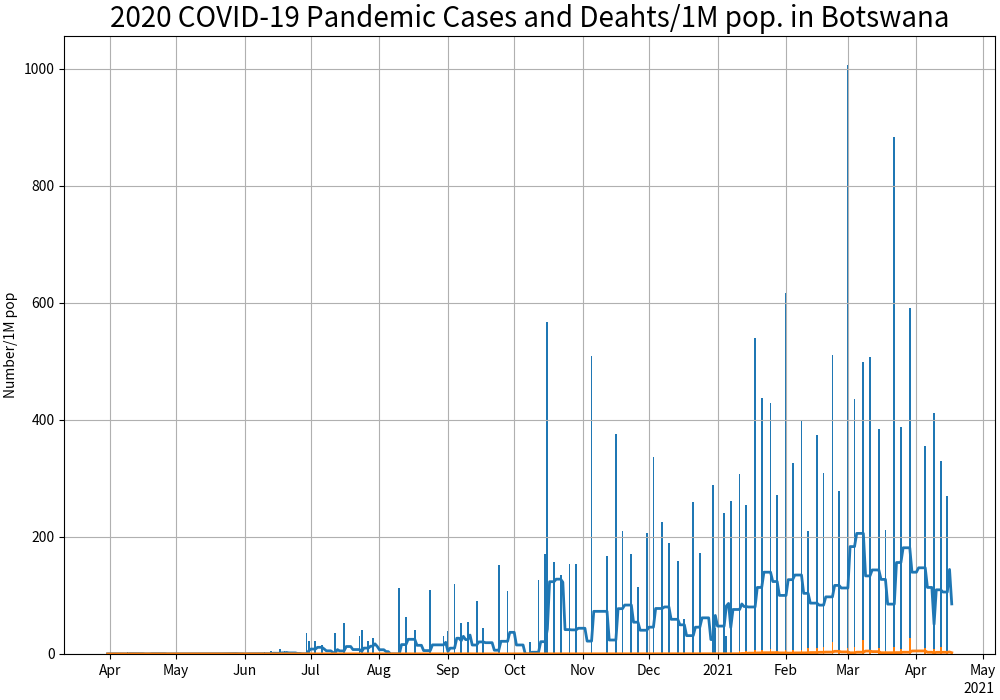 2020 COVID-19 Pandemic Cases and Deahts/1M pop. in Botswana
Number/1M pop
1000
800
600
400
200
0
Apr May Jun Jul Aug Sep Oct Nov Dec 2021 Feb Mar Apr May
2021